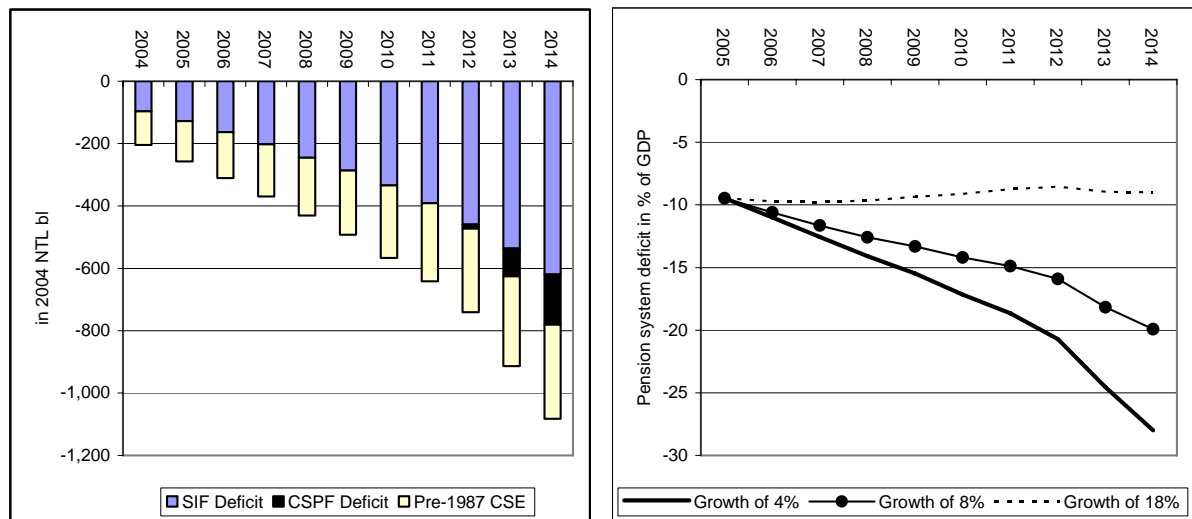 2004 2005 2006 2007 2008 2009 2010 2011 2012 2013 2014
0
-200
-400
-600
-800
-1,000
-1,200
in 2004 NTL bl
SIF Deficit CSPF Deficit Pre-1987 CSE
2005 2006 2007 2008 2009 2010 2011 2012 2013 2014
0
-5
-10
-15
-20
-25
-30
Pension system deficit in % of GDP
Growth of 4% Growth of 8% Growth of 18%